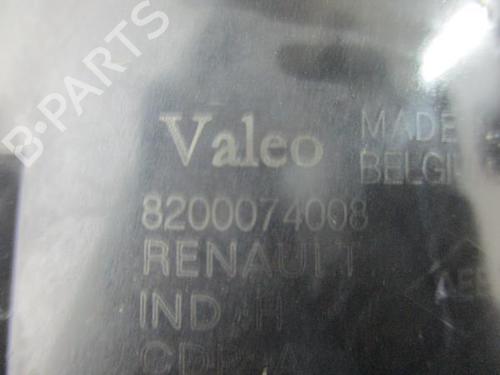 B-PARTS
Valeo
MADE
BELGI
8200074008
RENAULT
IND H